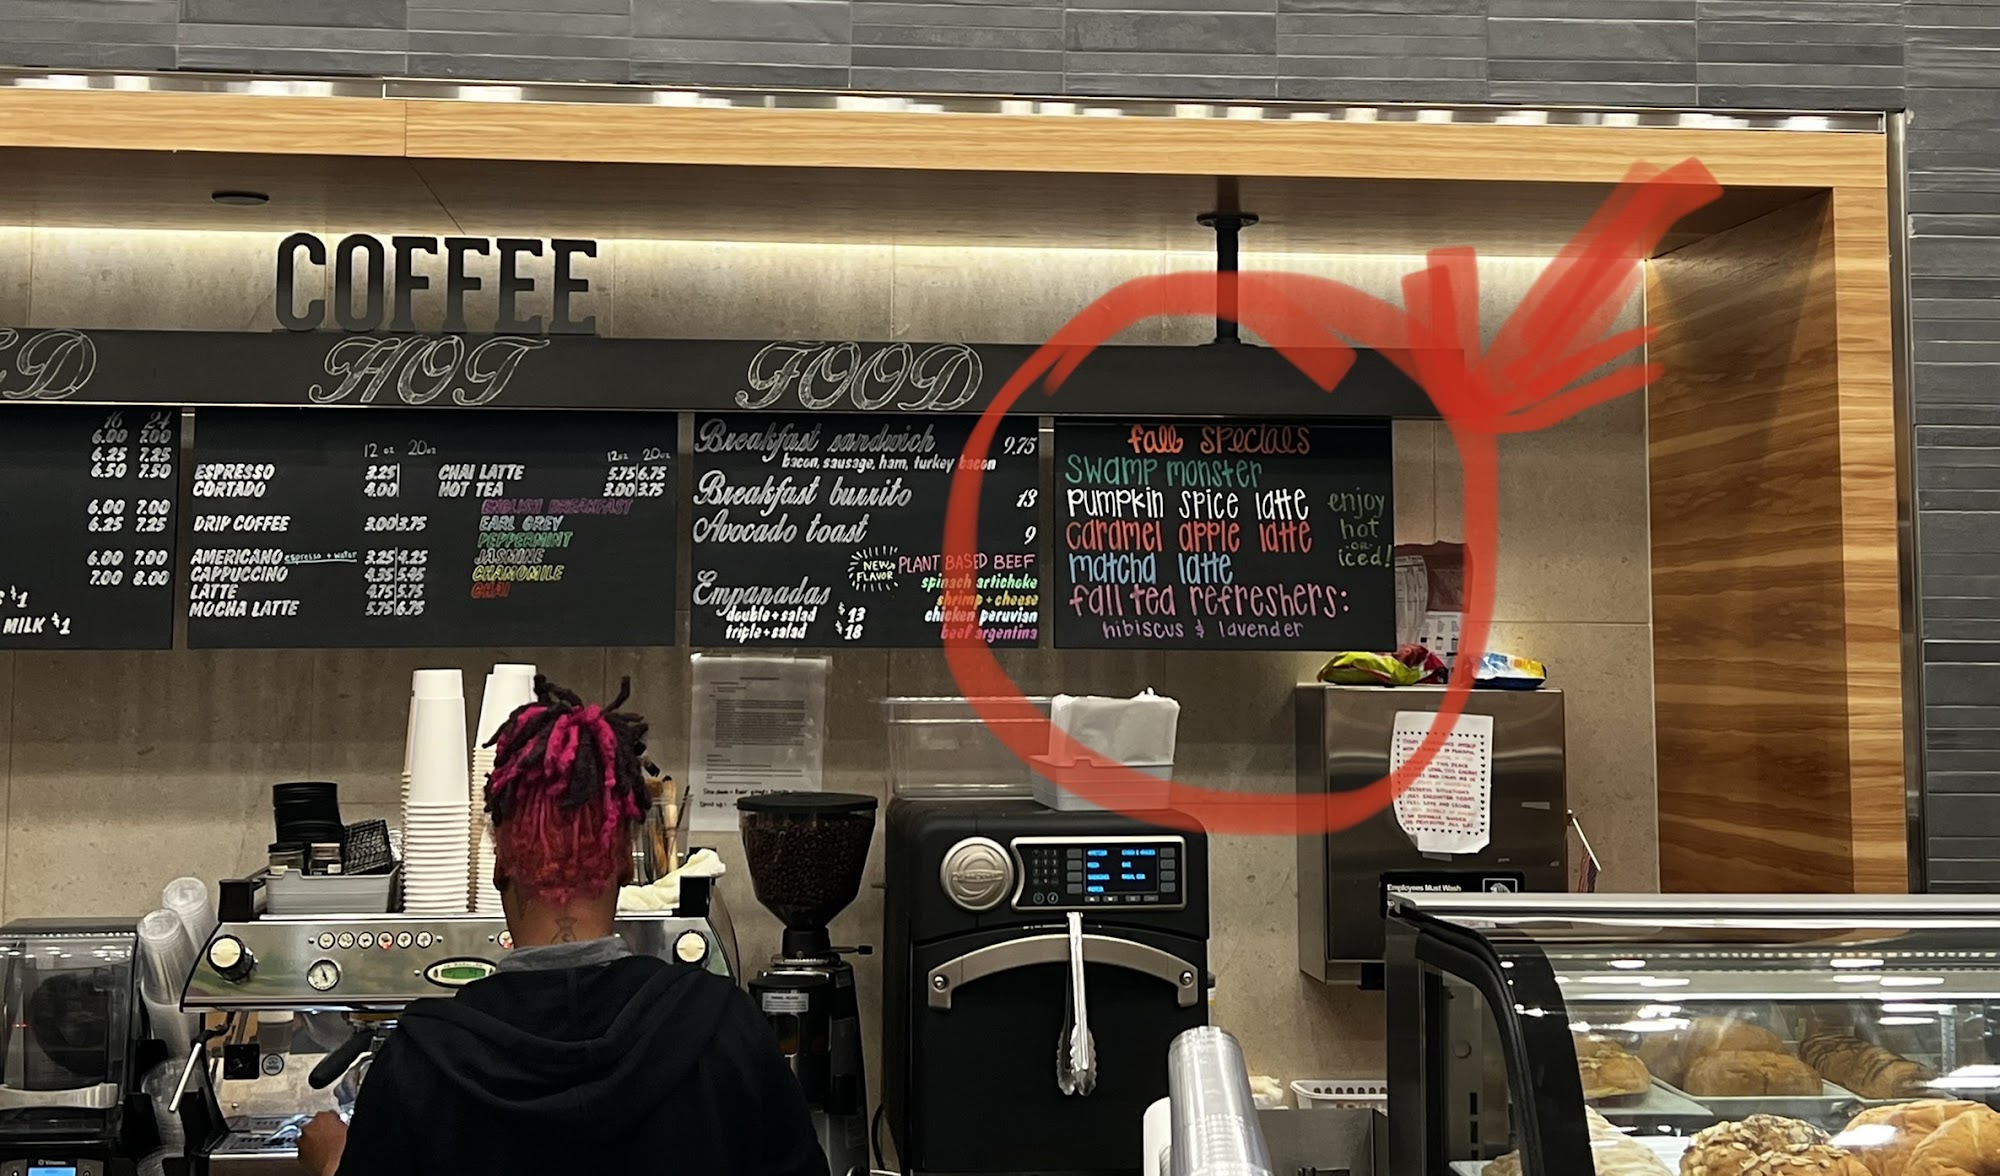 COFFEE
HOT
FOOD
16 24
6.00 7.00
6.25 7.25
6.50 7.50
6.00 7.00
6.25 7.25
6.00 7.00
7.00 8.00
$1
MILK $1
12 oz 20oz
ESPRESSO 3.25
CORTADO 4.00
DRIP COFFEE 3.00 3.75
AMERICANO espresso + water 3.25 4.25
CAPPUCCINO 4.35 5.45
LATTE 4.75 5.75
MOCHA LATTE 5.75 6.75
12oz 20oz
CHAI LATTE 5.75 6.75
HOT TEA 3.00 3.75
ENGLISH BREAKFAST
EARL GREY
PEPPERMINT
JASMINE
CHAMOMILE
CHAI
Breakfast sandwich 9.75
bacon, sausage, ham, turkey bacon
Breakfast burrito 13
Avocado toast 9
NEW FLAVOR PLANT BASED BEEF
spinach artichoke
Empanadas shrimp + cheese
double + salad $13 chicken peruvian
triple + salad $18 beef argentina
fall specials
swamp monster
pumpkin spice latte
caramel apple latte
matcha latte
fall tea refreshers:
hibiscus & lavender
enjoy
hot
-OR-
iced!
Employees Must Wash